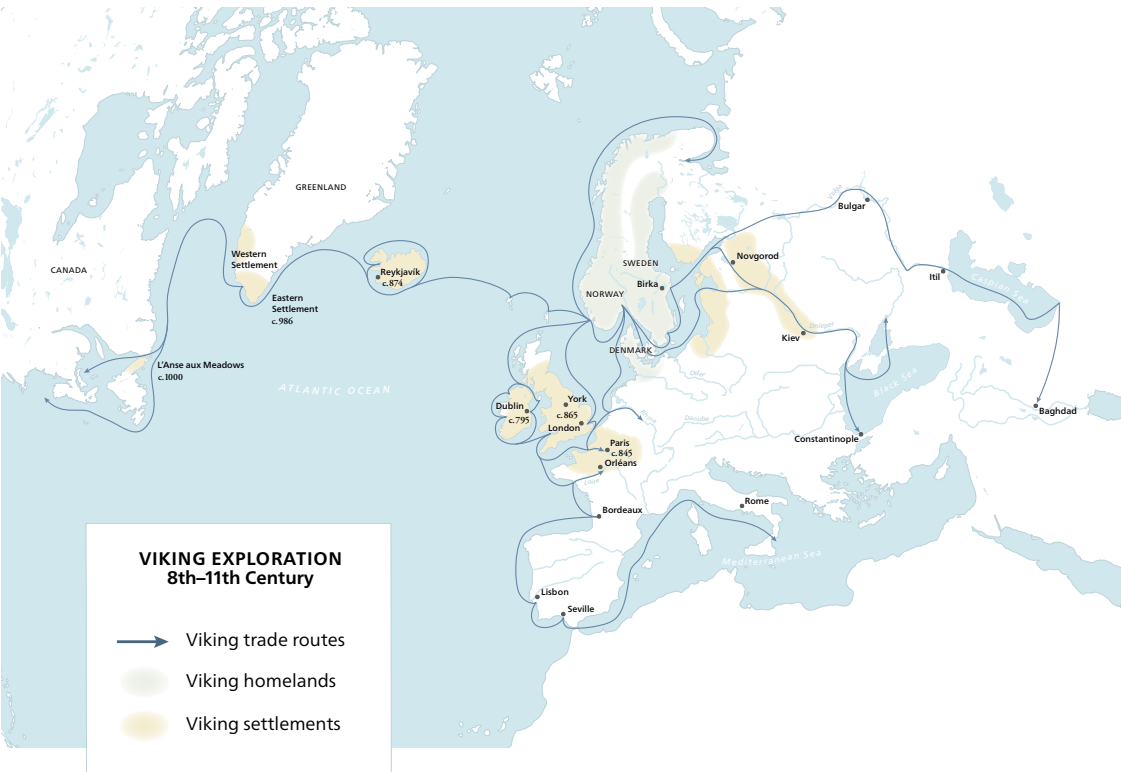 GREENLAND
Volga
Bulgar
Western
Settlement
CANADA
Reykjavík
c.874
SWEDEN
Novgorod
Birka
Itil
Caspian Sea
Eastern
Settlement
c.986
NORWAY
Dnieper
Kiev
DENMARK
L'Anse aux Meadows
c.1000
Oder
Black Sea
ATLANTIC OCEAN
York
c.865
Dublin
c.795
London
Rhine
Danube
Baghdad
Constantinople
Paris
c.845
Orléans
Loire
Bordeaux
Rome
Mediterranean Sea
Lisbon
Seville
VIKING EXPLORATION
8th–11th Century
Viking trade routes
Viking homelands
Viking settlements